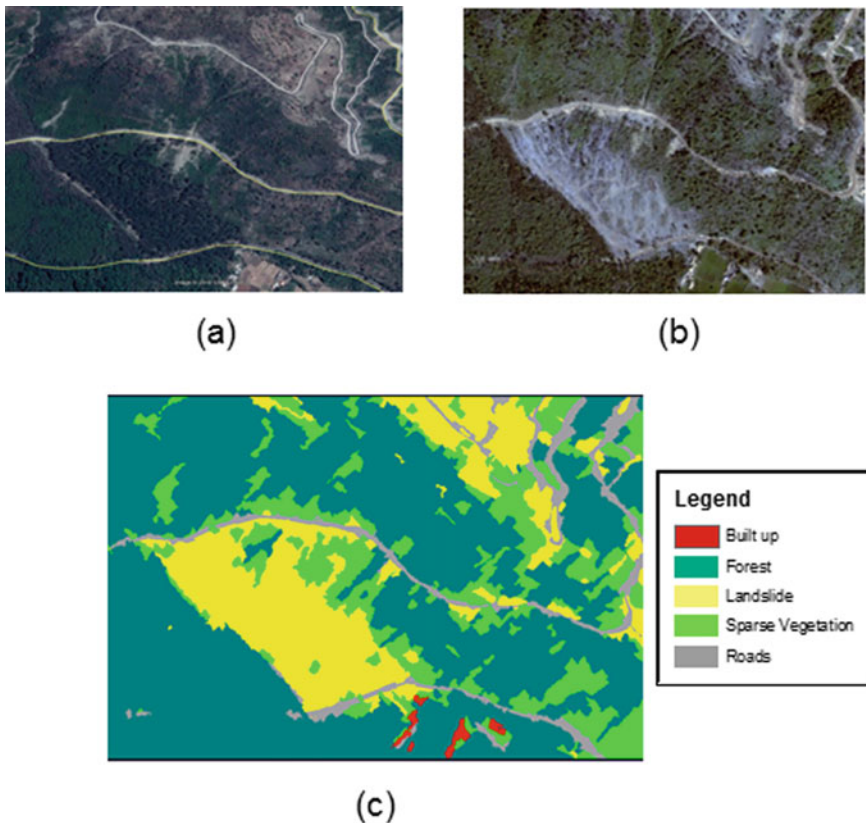 (a)
(b)
Legend
Built up
Forest
Landslide
Sparse Vegetation
Roads
(c)